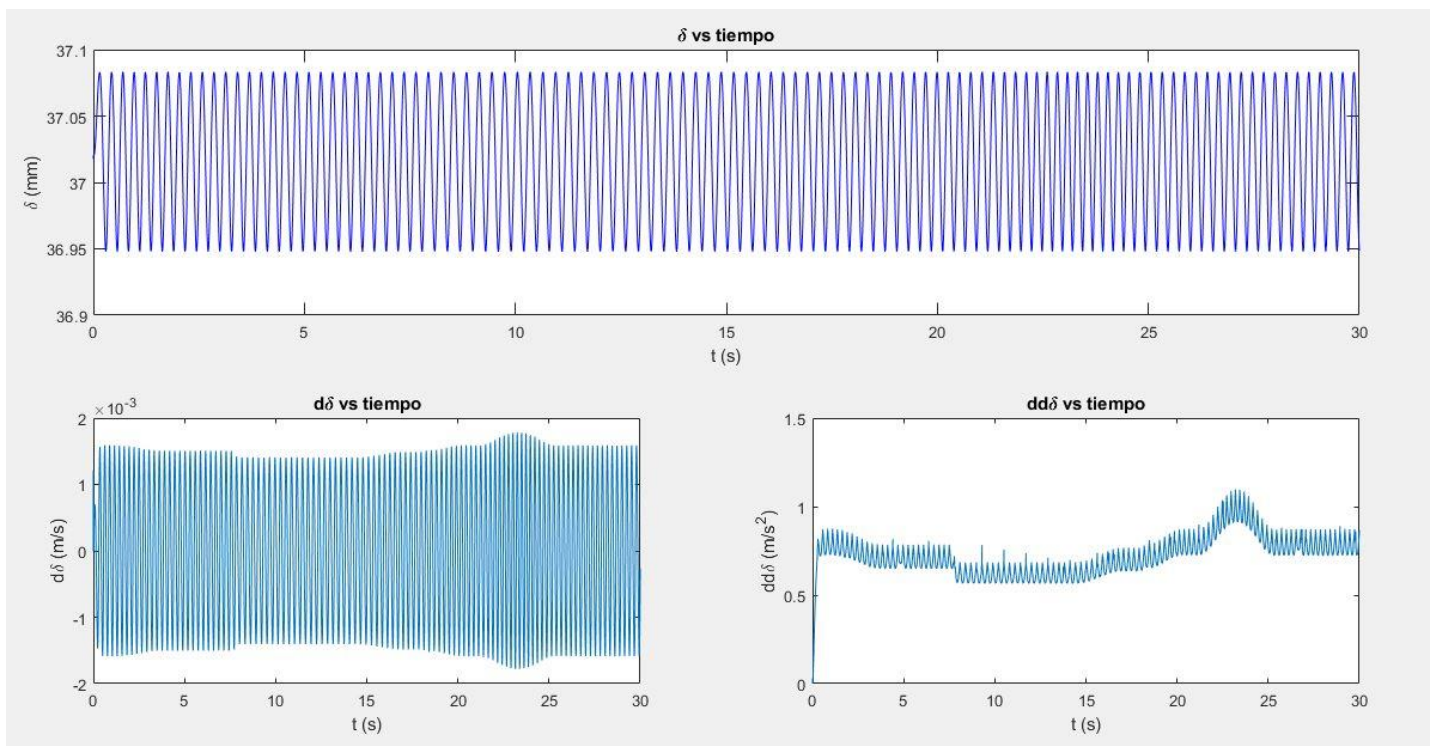 δ vs tiempo
37.1
37.05
37
36.95
36.9
δ (mm)
0 5 10 15 20 25 30
t (s)
dδ vs tiempo
×10⁻³
2
1
0
-1
-2
dδ (m/s)
0 5 10 15 20 25 30
t (s)
ddδ vs tiempo
1.5
1
0.5
0
ddδ (m/s²)
0 5 10 15 20 25 30
t (s)